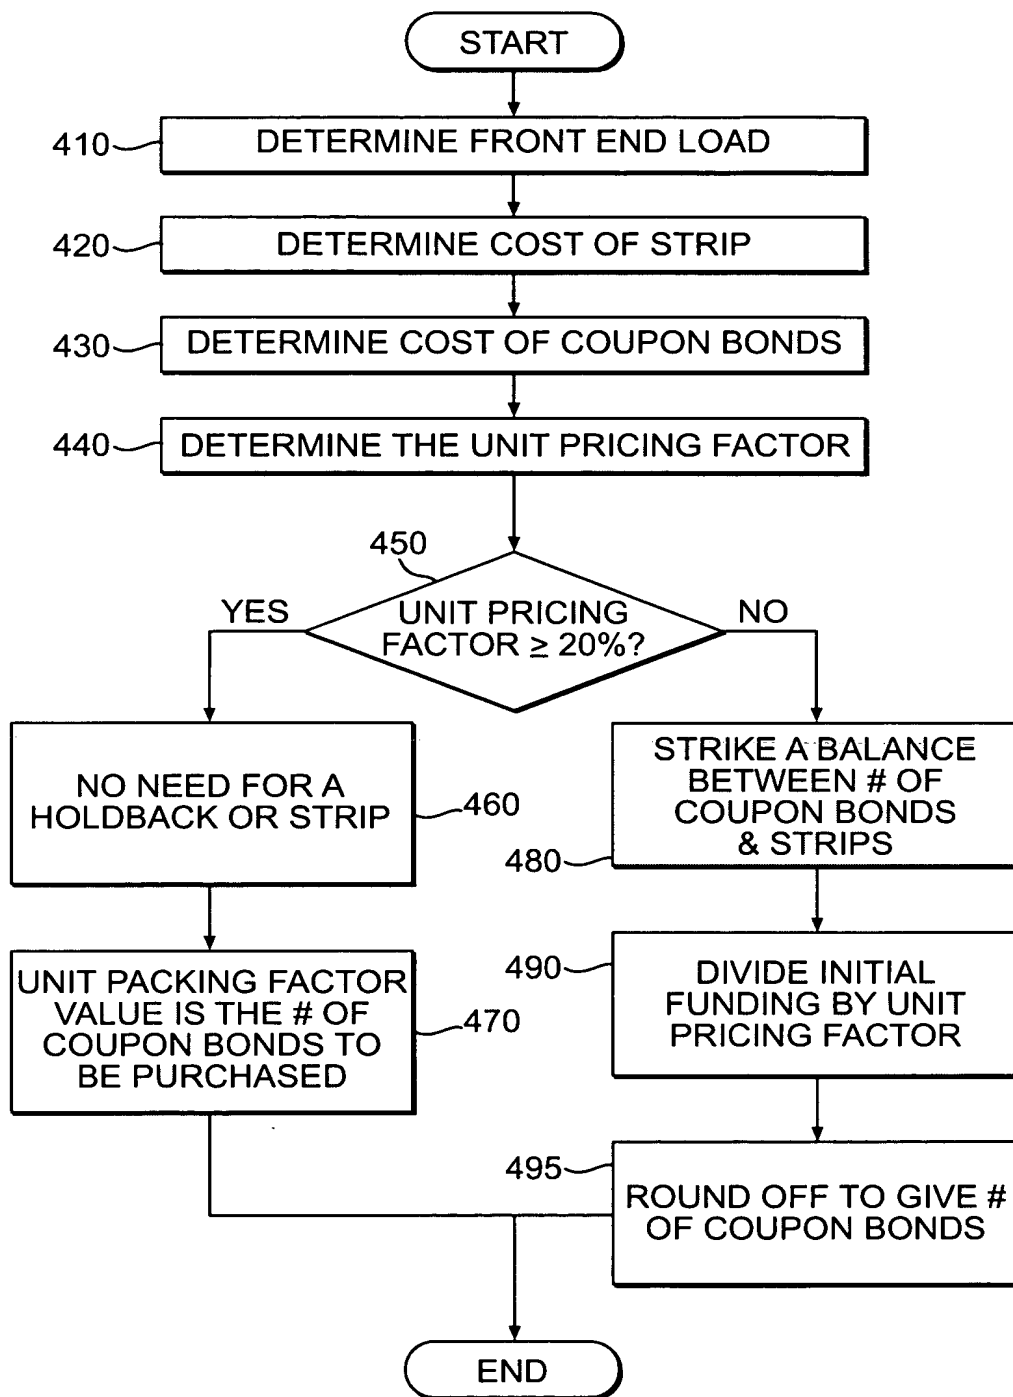 START
410
DETERMINE FRONT END LOAD
420
DETERMINE COST OF STRIP
430
DETERMINE COST OF COUPON BONDS
440
DETERMINE THE UNIT PRICING FACTOR
450
YES
UNIT PRICING
FACTOR ≥ 20%?
NO
NO NEED FOR A
HOLDBACK OR STRIP
460
STRIKE A BALANCE
BETWEEN # OF
COUPON BONDS
& STRIPS
480
UNIT PACKING FACTOR
VALUE IS THE # OF
COUPON BONDS TO
BE PURCHASED
470
490
DIVIDE INITIAL
FUNDING BY UNIT
PRICING FACTOR
495
ROUND OFF TO GIVE #
OF COUPON BONDS
END